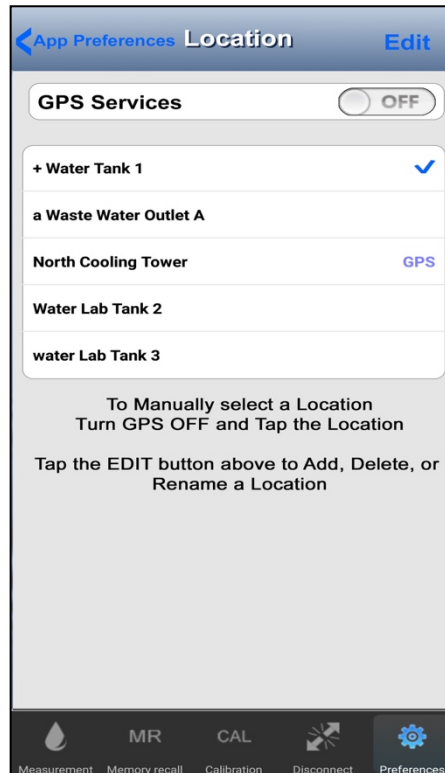 App Preferences Location Edit
GPS Services OFF
+ Water Tank 1
a Waste Water Outlet A
North Cooling Tower GPS
Water Lab Tank 2
water Lab Tank 3
To Manually select a Location
Turn GPS OFF and Tap the Location
Tap the EDIT button above to Add, Delete, or
Rename a Location
MR CAL
Measurement Memory recall Calibration Disconnect Preferences